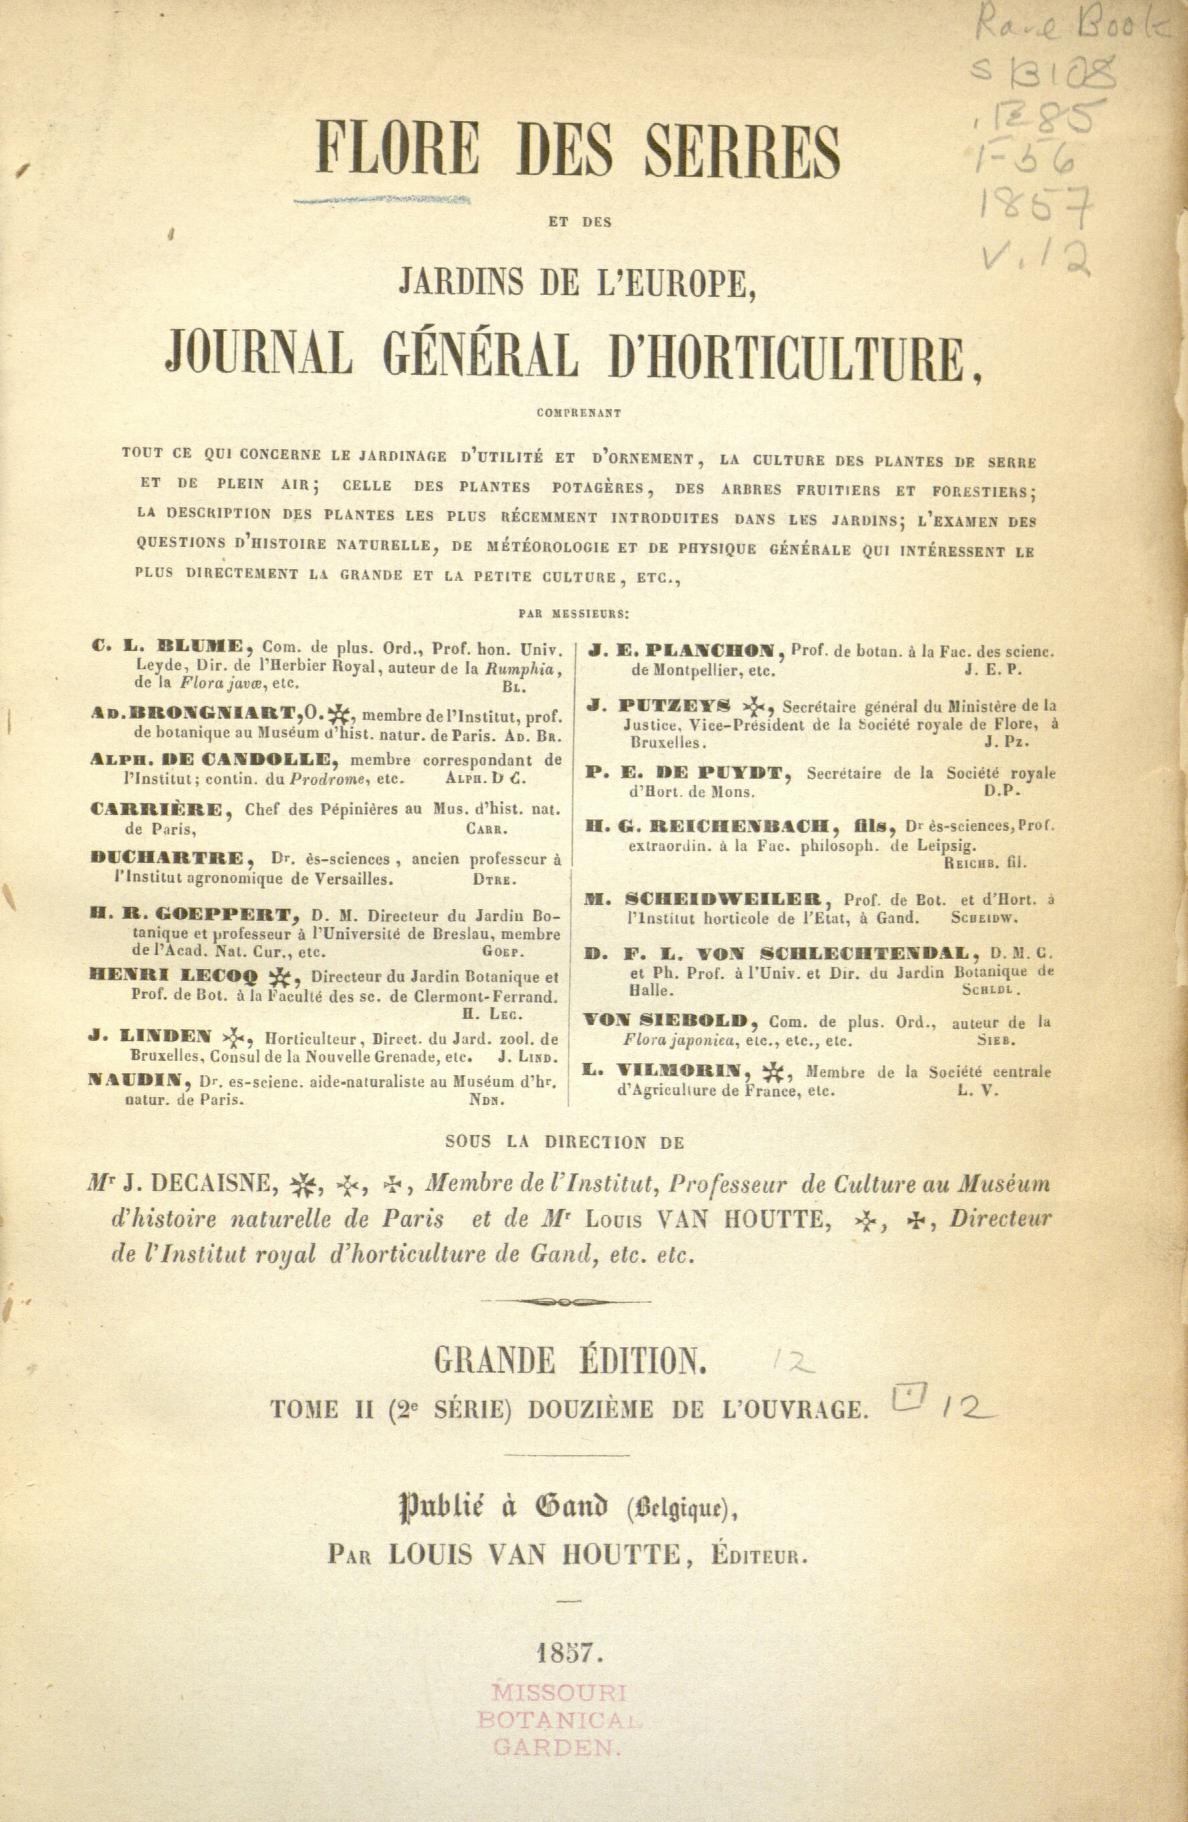 Rare Book
SB108
.E85
F56
1857
V.12
FLORE DES SERRES
ET DES
JARDINS DE L'EUROPE,
JOURNAL GÉNÉRAL D'HORTICULTURE,
COMPRENANT
TOUT CE QUI CONCERNE LE JARDINAGE D'UTILITÉ ET D'ORNEMENT, LA CULTURE DES PLANTES DE SERRE
ET DE PLEIN AIR; CELLE DES PLANTES POTAGÈRES, DES ARBRES FRUITIERS ET FORESTIERS;
LA DESCRIPTION DES PLANTES LES PLUS RÉCEMMENT INTRODUITES DANS LES JARDINS; L'EXAMEN DES
QUESTIONS D'HISTOIRE NATURELLE, DE MÉTÉOROLOGIE ET DE PHYSIQUE GÉNÉRALE QUI INTÉRESSENT LE
PLUS DIRECTEMENT LA GRANDE ET LA PETITE CULTURE, ETC.,
PAR MESSIEURS:
C. L. BLUME, Com. de plus. Ord., Prof. hon. Univ.
Leyde, Dir. de l'Herbier Royal, auteur de la Rumphia,
de la Flora javæ, etc. BL.
AD. BRONGNIART, O. ✻, membre de l'Institut, prof.
de botanique au Muséum d'hist. natur. de Paris. AD. BR.
ALPH. DE CANDOLLE, membre correspondant de
l'Institut; contin. du Prodrome, etc. ALPH. D C.
CARRIÈRE, Chef des Pépinières au Mus. d'hist. nat.
de Paris, CARR.
DUCHARTRE, Dr. ès-sciences, ancien professeur à
l'Institut agronomique de Versailles. DTRE.
H. R. GOEPPERT, D. M. Directeur du Jardin Bo-
tanique et professeur à l'Université de Breslau, membre
de l'Acad. Nat. Cur., etc. GOEP.
HENRI LECOQ ✻, Directeur du Jardin Botanique et
Prof. de Bot. à la Faculté des sc. de Clermont-Ferrand.
H. LEC.
J. LINDEN ✠, Horticulteur, Direct. du Jard. zool. de
Bruxelles, Consul de la Nouvelle Grenade, etc. J. LIND.
NAUDIN, Dr. es-scienc. aide-naturaliste au Muséum d'hr.
natur. de Paris. NDN.
J. E. PLANCHON, Prof. de botan. à la Fac. des scienc.
de Montpellier, etc. J. E. P.
J. PUTZEYS ✠, Secrétaire général du Ministère de la
Justice, Vice-Président de la Société royale de Flore, à
Bruxelles. J. PZ.
P. E. DE PUYDT, Secrétaire de la Société royale
d'Hort. de Mons. D.P.
H. G. REICHENBACH, fils, Dr ès-sciences, Prof.
extraordin. à la Fac. philosoph. de Leipsig.
REICHB. fil.
M. SCHEIDWEILER, Prof. de Bot. et d'Hort. à
l'Institut horticole de l'Etat, à Gand. SCHEIDW.
D. F. L. VON SCHLECHTENDAL, D. M. C.
et Ph. Prof. à l'Univ. et Dir. du Jardin Botanique de
Halle. SCHLDL.
VON SIEBOLD, Com. de plus. Ord., auteur de la
Flora japonica, etc., etc., etc. SIEB.
L. VILMORIN, ✻, Membre de la Société centrale
d'Agriculture de France, etc. L. V.
SOUS LA DIRECTION DE
Mr J. DECAISNE, ✻, ✠, ✠, Membre de l'Institut, Professeur de Culture au Muséum
d'histoire naturelle de Paris et de Mr Louis VAN HOUTTE, ✠, ✠, Directeur
de l'Institut royal d'horticulture de Gand, etc. etc.
GRANDE ÉDITION. 12
TOME II (2e SÉRIE) DOUZIÈME DE L'OUVRAGE. 12
Publié à Gand (Belgique),
PAR LOUIS VAN HOUTTE, ÉDITEUR.
1857.
MISSOURI
BOTANICAL
GARDEN.